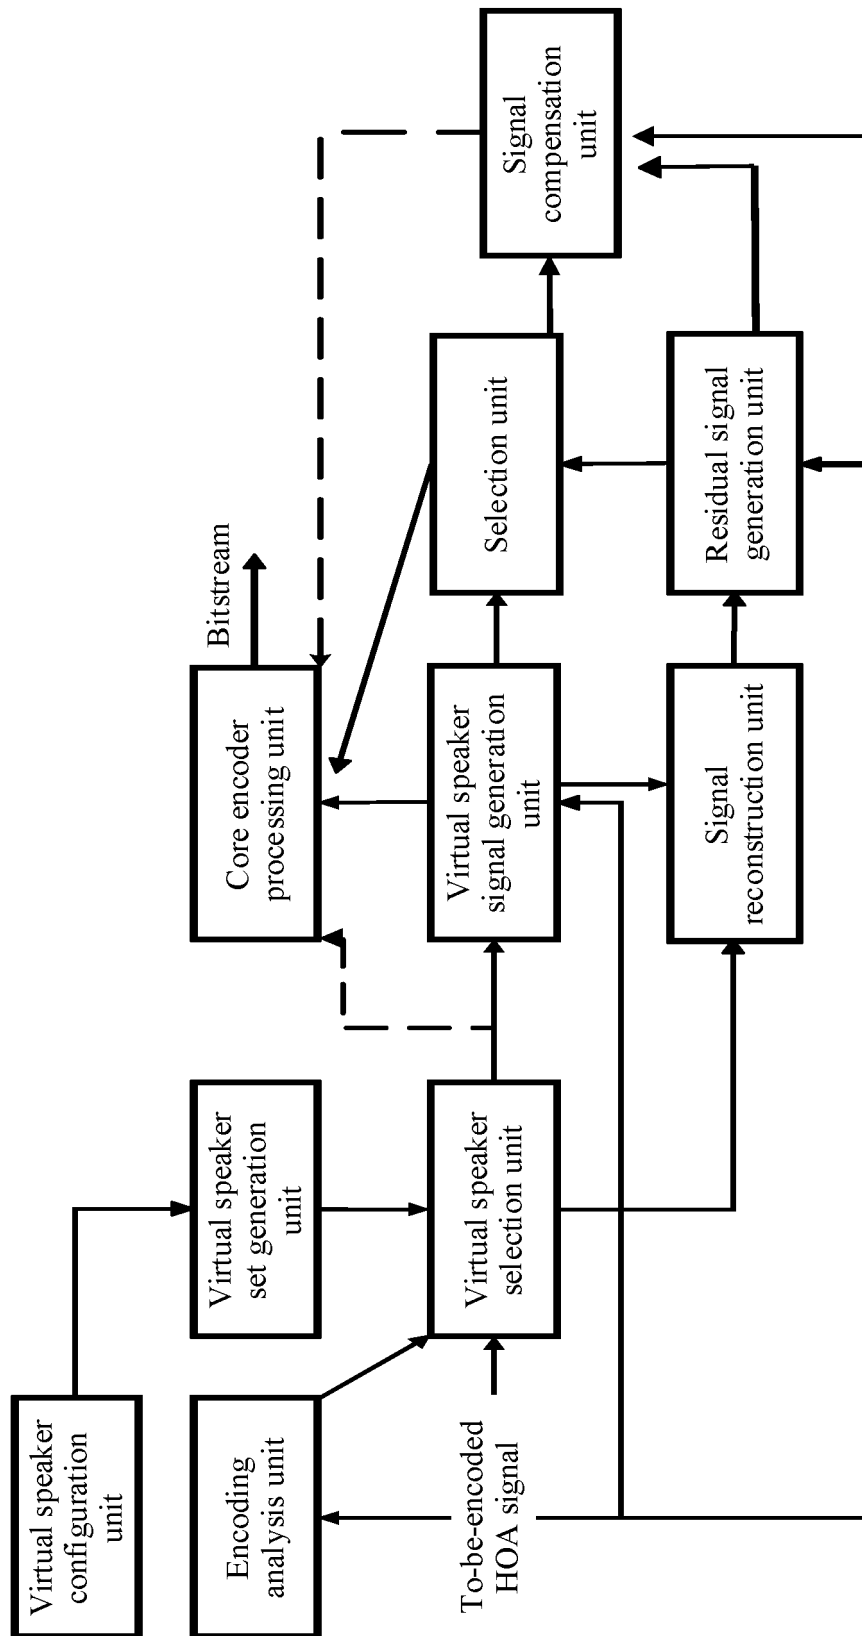 Virtual speaker
configuration
unit
Encoding
analysis unit
To-be-encoded
HOA signal
Virtual speaker
set generation
unit
Virtual speaker
selection unit
Core encoder
processing unit
Bitstream
Virtual speaker
signal generation
unit
Signal
reconstruction unit
Selection unit
Residual signal
generation unit
Signal
compensation
unit